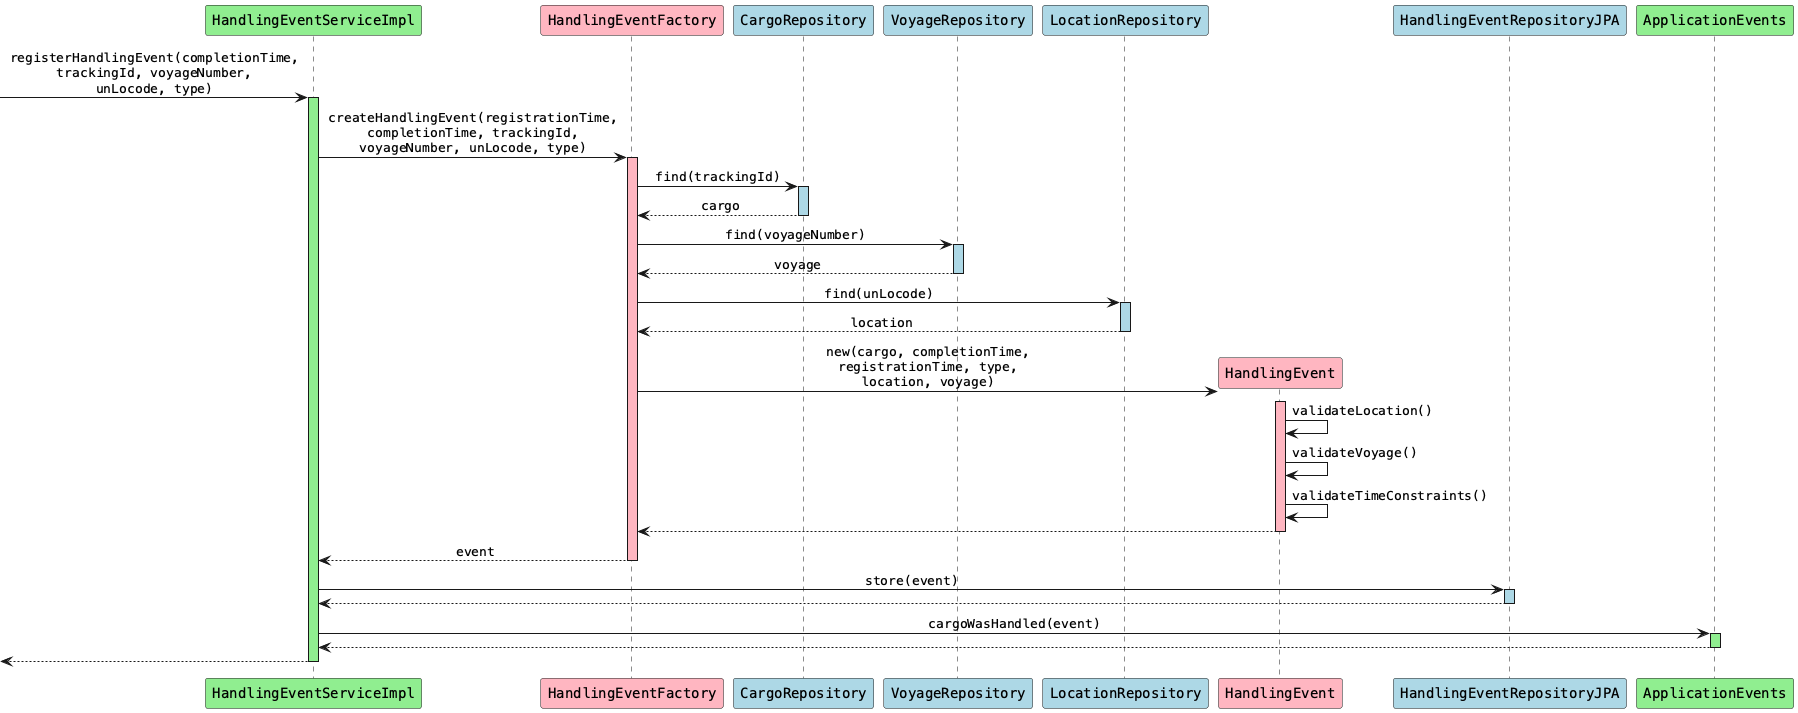 HandlingEventServiceImpl
HandlingEventFactory
CargoRepository
VoyageRepository
LocationRepository
HandlingEventRepositoryJPA
ApplicationEvents
registerHandlingEvent(completionTime,
trackingId, voyageNumber,
unLocode, type)
createHandlingEvent(registrationTime,
completionTime, trackingId,
voyageNumber, unLocode, type)
find(trackingId)
cargo
find(voyageNumber)
voyage
find(unLocode)
location
new(cargo, completionTime,
registrationTime, type,
location, voyage)
HandlingEvent
validateLocation()
validateVoyage()
validateTimeConstraints()
event
store(event)
cargoWasHandled(event)
HandlingEventServiceImpl
HandlingEventFactory
CargoRepository
VoyageRepository
LocationRepository
HandlingEvent
HandlingEventRepositoryJPA
ApplicationEvents